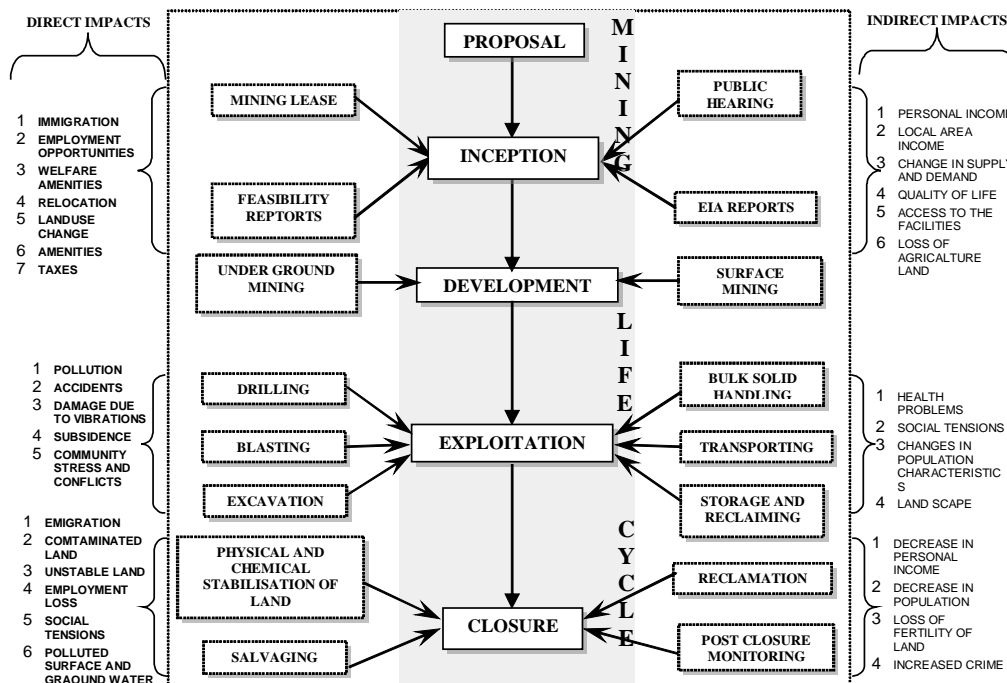 DIRECT IMPACTS
1 IMMIGRATION
2 EMPLOYMENT
OPPORTUNITIES
3 WELFARE
AMENITIES
4 RELOCATION
5 LANDUSE
CHANGE
6 AMENITIES
7 TAXES
1 POLLUTION
2 ACCIDENTS
3 DAMAGE DUE
TO VIBRATIONS
4 SUBSIDENCE
5 COMMUNITY
STRESS AND
CONFLICTS
1 EMIGRATION
2 COMTAMINATED
LAND
3 UNSTABLE LAND
4 EMPLOYMENT
LOSS
5 SOCIAL
TENSIONS
6 POLLUTED
SURFACE AND
GRAOUND WATER
MINING LIFE CYCLE
PROPOSAL
MINING LEASE
PUBLIC
HEARING
INCEPTION
FEASIBILITY
REPTORTS
EIA REPORTS
UNDER GROUND
MINING
DEVELOPMENT
SURFACE
MINING
DRILLING
BULK SOLID
HANDLING
BLASTING
EXPLOITATION
TRANSPORTING
EXCAVATION
STORAGE AND
RECLAIMING
PHYSICAL AND
CHEMICAL
STABILISATION OF
LAND
RECLAMATION
CLOSURE
SALVAGING
POST CLOSURE
MONITORING
INDIRECT IMPACTS
1 PERSONAL INCOME
2 LOCAL AREA
INCOME
3 CHANGE IN SUPPLY
AND DEMAND
4 QUALITY OF LIFE
5 ACCESS TO THE
FACILITIES
6 LOSS OF
AGRICULTURE
LAND
1 HEALTH
PROBLEMS
2 SOCIAL TENSIONS
3 CHANGES IN
POPULATION
CHARACTERISTIC
S
4 LAND SCAPE
1 DECREASE IN
PERSONAL
INCOME
2 DECREASE IN
POPULATION
3 LOSS OF
FERTILITY OF
LAND
4 INCREASED CRIME